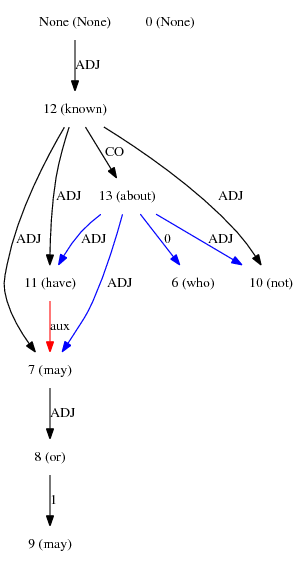 None (None) 0 (None)
ADJ
12 (known)
CO
13 (about)
ADJ ADJ ADJ
ADJ ADJ 0 ADJ
11 (have) ADJ 6 (who) 10 (not)
aux
7 (may)
ADJ
8 (or)
1
9 (may)